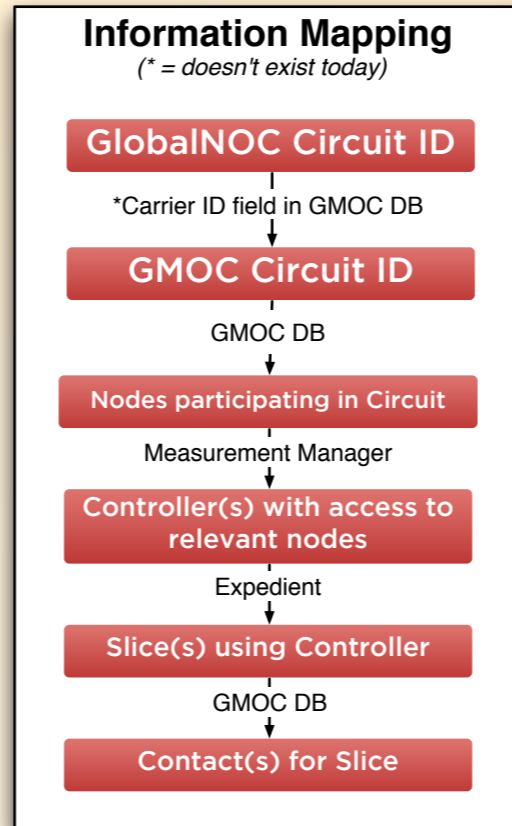 Information Mapping
(* = doesn't exist today)
GlobalNOC Circuit ID
*Carrier ID field in GMOC DB
GMOC Circuit ID
GMOC DB
Nodes participating in Circuit
Measurement Manager
Controller(s) with access to
relevant nodes
Expedient
Slice(s) using Controller
GMOC DB
Contact(s) for Slice